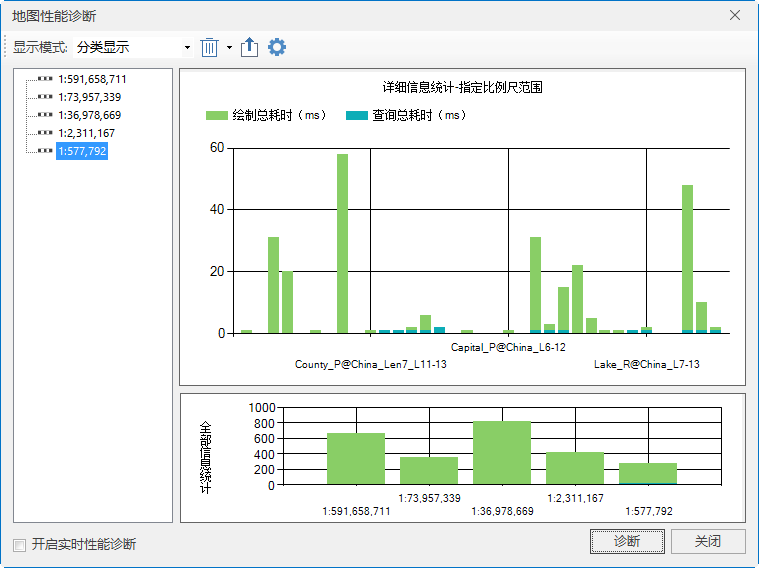 地图性能诊断
显示模式: 分类显示
1:591,658,711
1:73,957,339
1:36,978,669
1:2,311,167
1:577,792
详细信息统计-指定比例尺范围
绘制总耗时（ms） 查询总耗时（ms）
60
40
20
0
Capital_P@China_L6-12
County_P@China_Len7_L11-13 Lake_R@China_L7-13
全部信息统计
1000
800
600
400
200
0
1:73,957,339 1:2,311,167
1:591,658,711 1:36,978,669 1:577,792
开启实时性能诊断
诊断 关闭